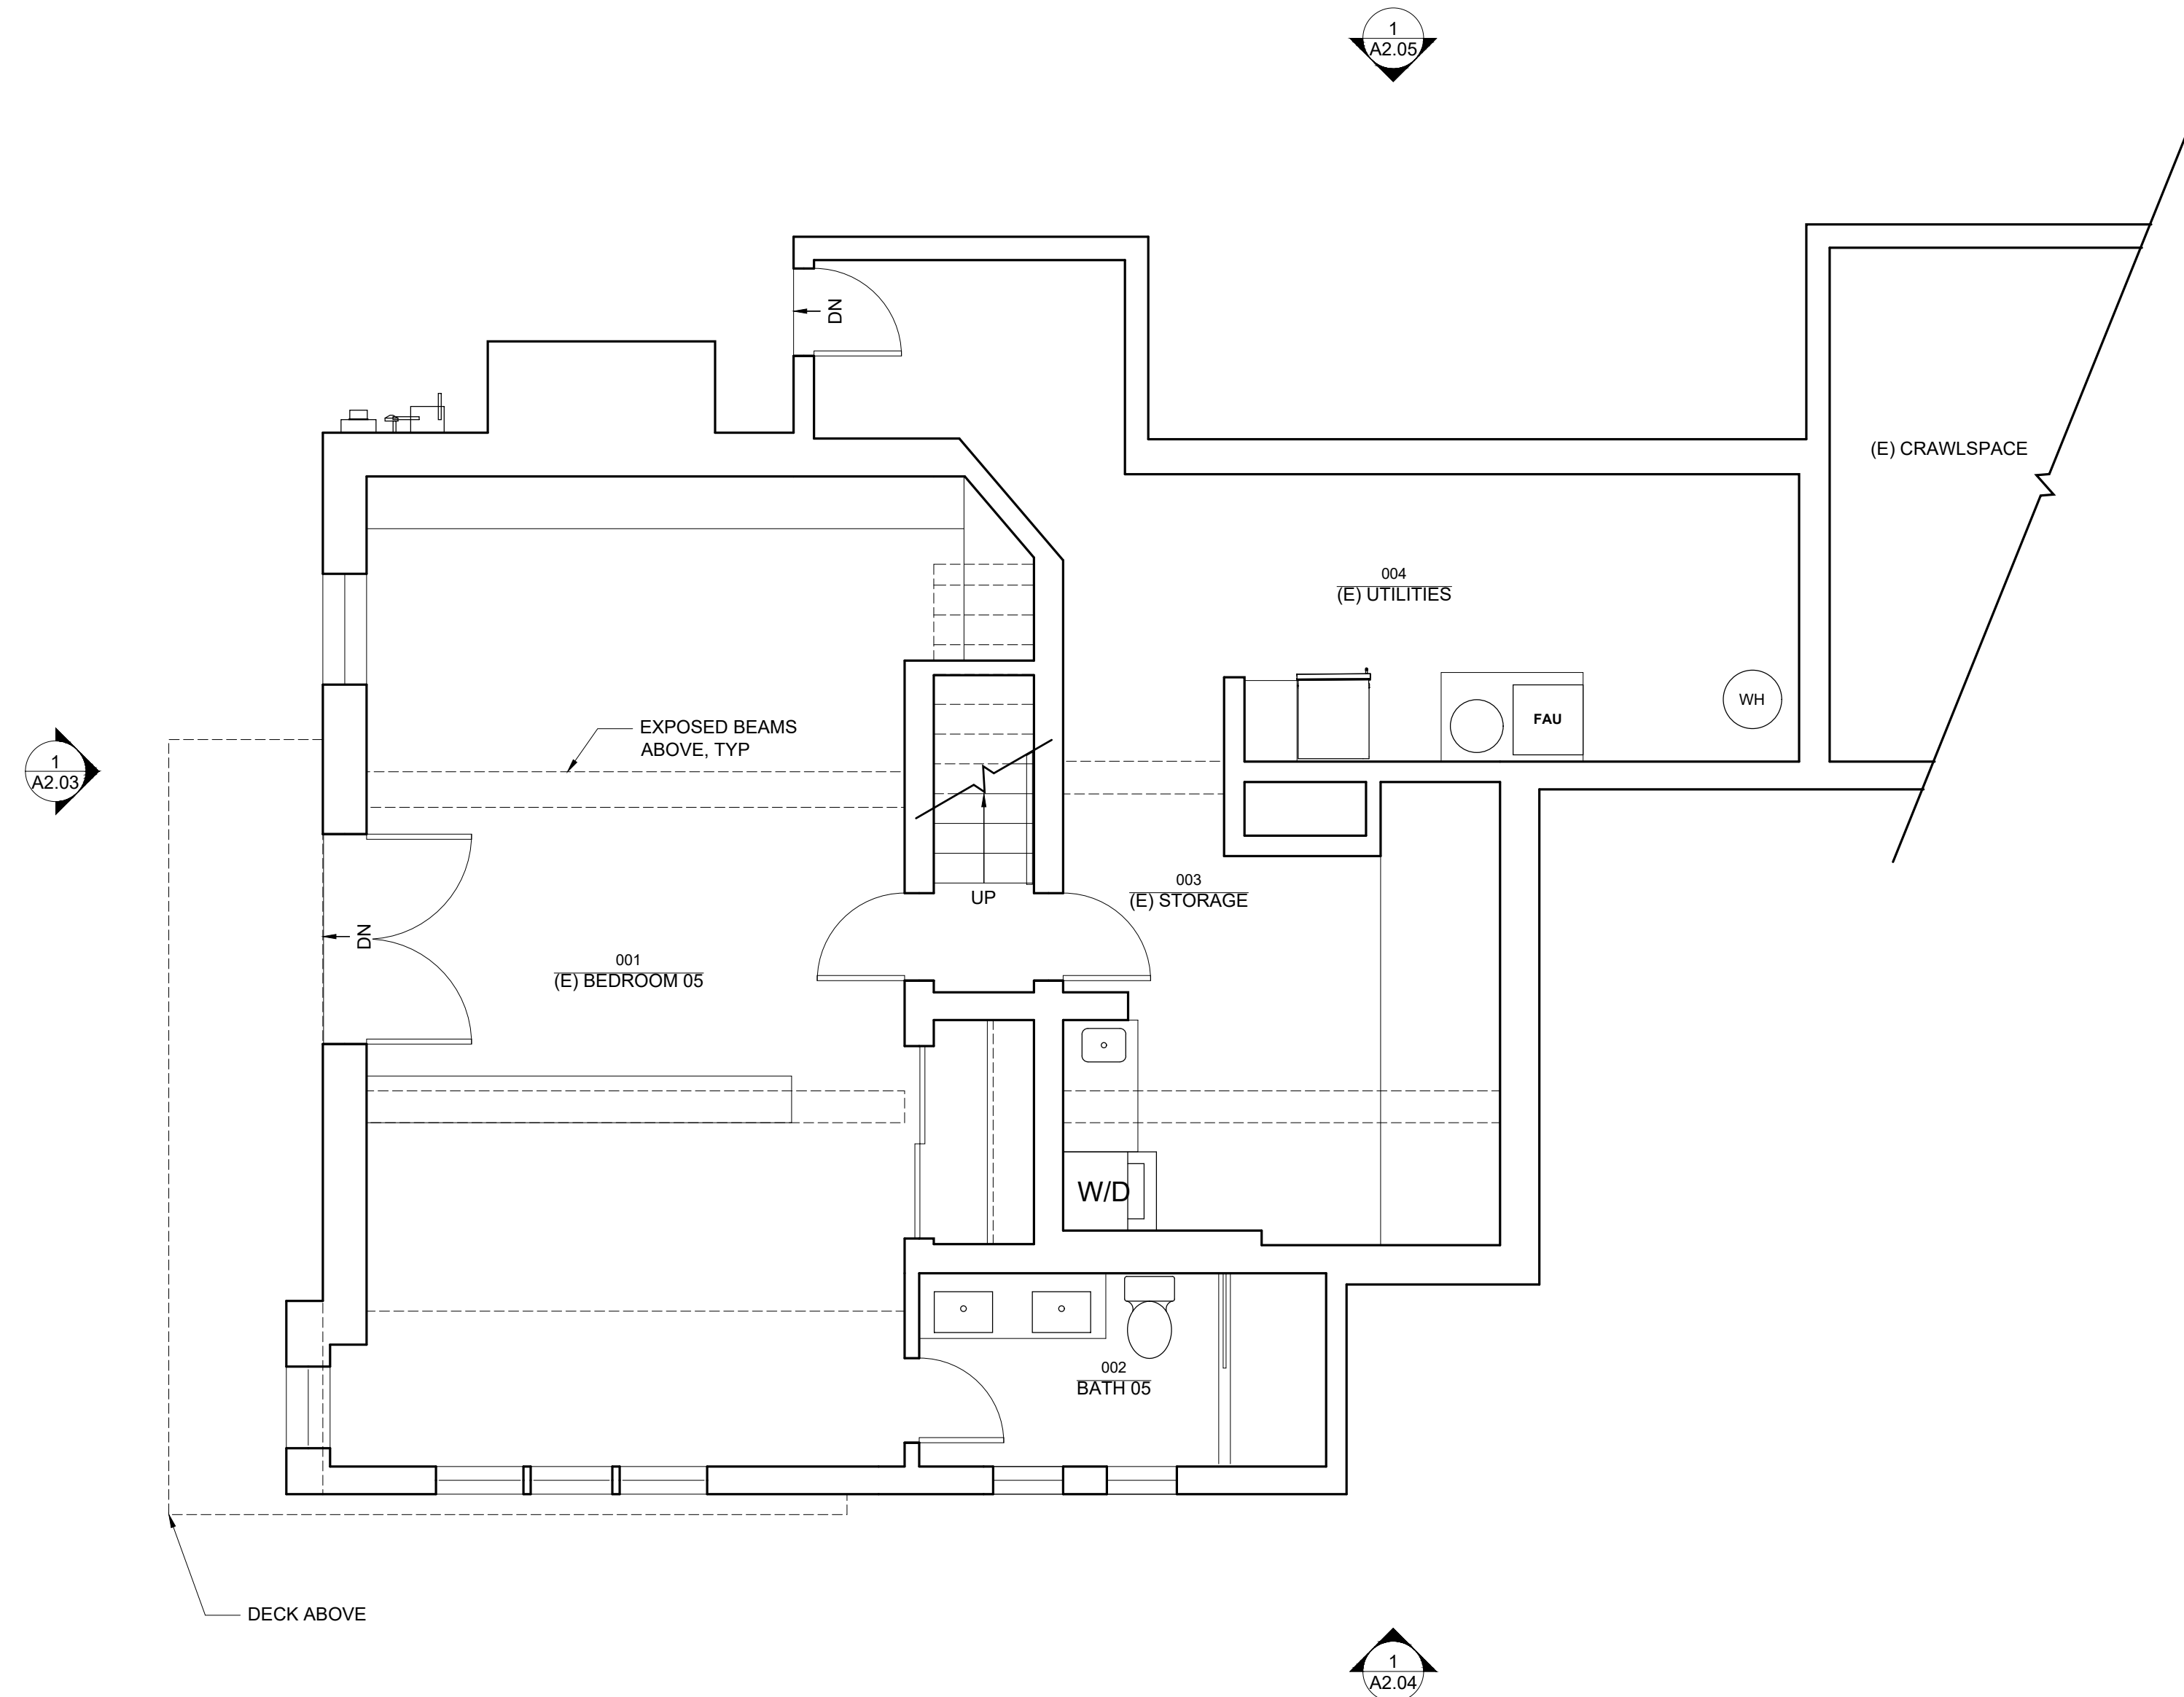 1
A2.05
DN
(E) CRAWLSPACE
004
(E) UTILITIES
WH
FAU
EXPOSED BEAMS
ABOVE, TYP
1
A2.03
003
(E) STORAGE
UP
DN
001
(E) BEDROOM 05
W/D
002
BATH 05
DECK ABOVE
1
A2.04